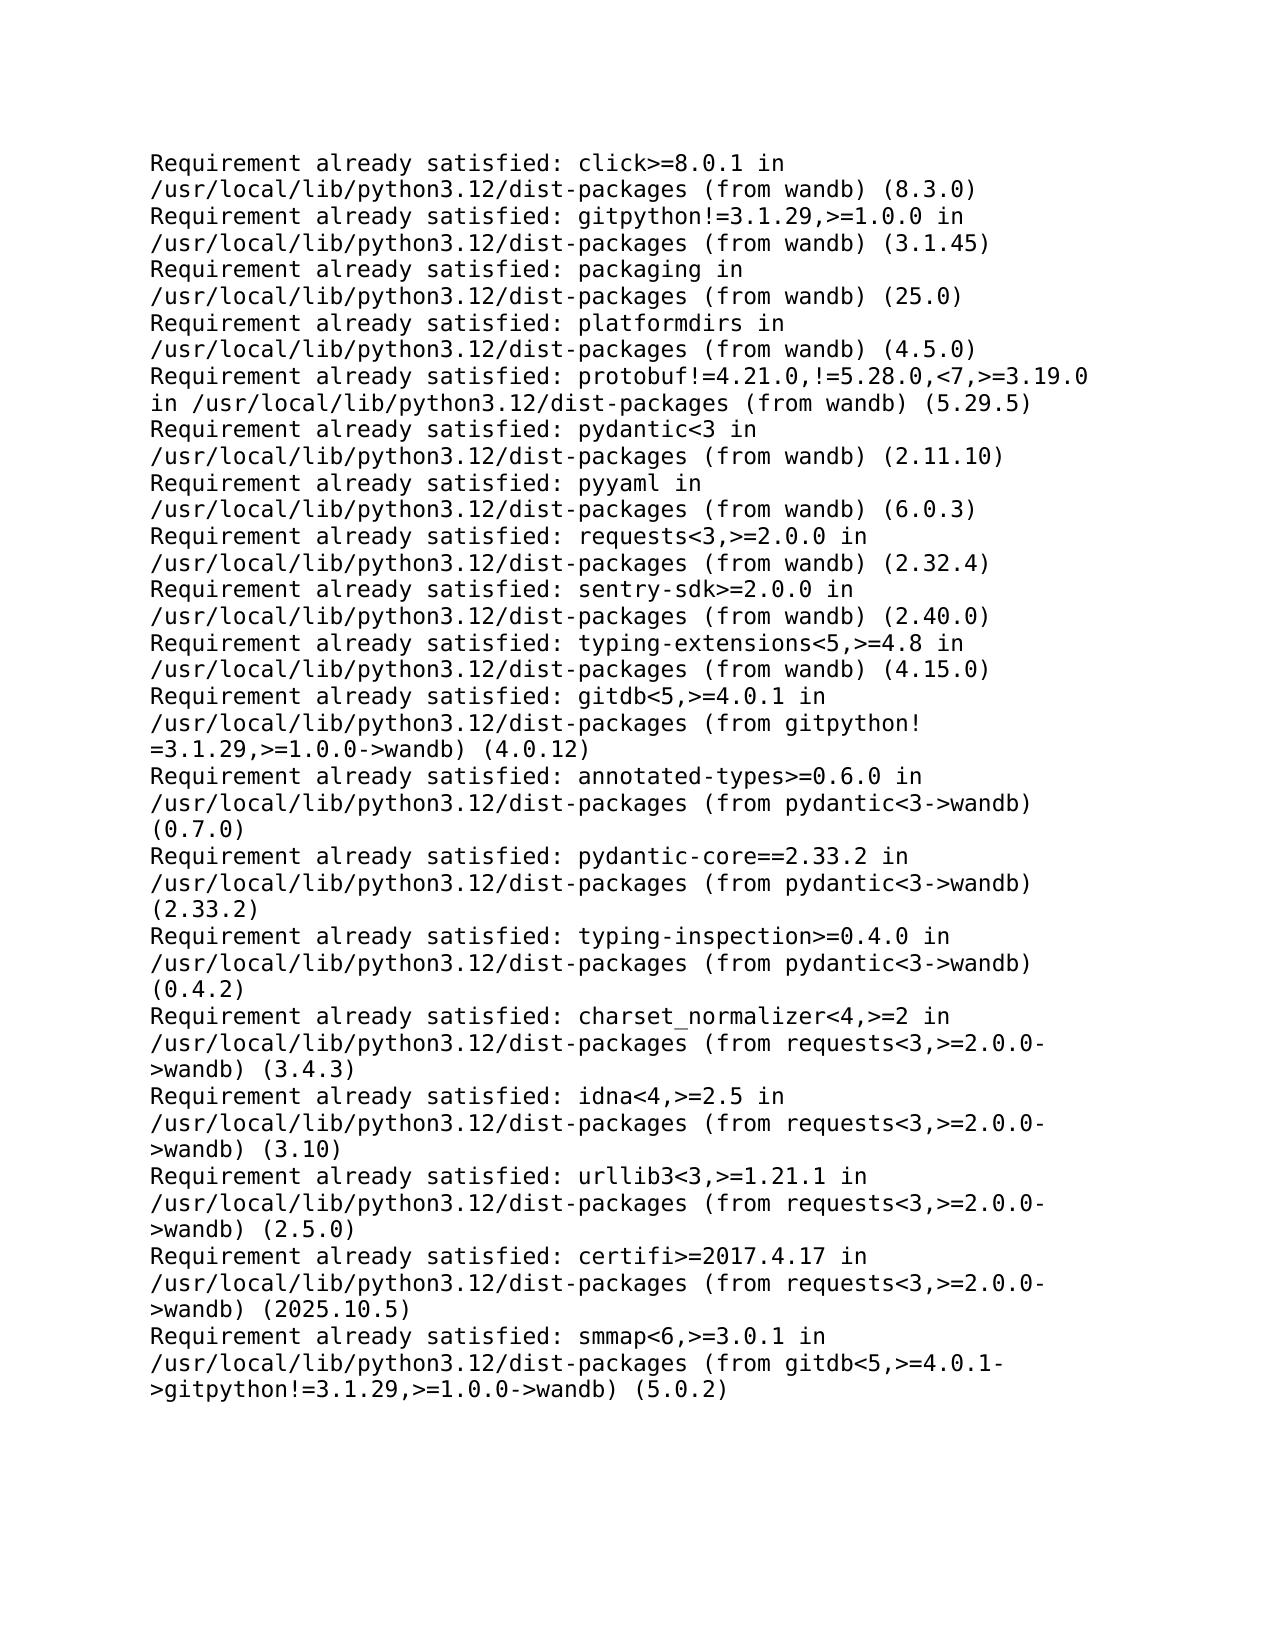 Requirement already satisfied: click>=8.0.1 in
/usr/local/lib/python3.12/dist-packages (from wandb) (8.3.0)
Requirement already satisfied: gitpython!=3.1.29,>=1.0.0 in
/usr/local/lib/python3.12/dist-packages (from wandb) (3.1.45)
Requirement already satisfied: packaging in
/usr/local/lib/python3.12/dist-packages (from wandb) (25.0)
Requirement already satisfied: platformdirs in
/usr/local/lib/python3.12/dist-packages (from wandb) (4.5.0)
Requirement already satisfied: protobuf!=4.21.0,!=5.28.0,<7,>=3.19.0
in /usr/local/lib/python3.12/dist-packages (from wandb) (5.29.5)
Requirement already satisfied: pydantic<3 in
/usr/local/lib/python3.12/dist-packages (from wandb) (2.11.10)
Requirement already satisfied: pyyaml in
/usr/local/lib/python3.12/dist-packages (from wandb) (6.0.3)
Requirement already satisfied: requests<3,>=2.0.0 in
/usr/local/lib/python3.12/dist-packages (from wandb) (2.32.4)
Requirement already satisfied: sentry-sdk>=2.0.0 in
/usr/local/lib/python3.12/dist-packages (from wandb) (2.40.0)
Requirement already satisfied: typing-extensions<5,>=4.8 in
/usr/local/lib/python3.12/dist-packages (from wandb) (4.15.0)
Requirement already satisfied: gitdb<5,>=4.0.1 in
/usr/local/lib/python3.12/dist-packages (from gitpython!
=3.1.29,>=1.0.0->wandb) (4.0.12)
Requirement already satisfied: annotated-types>=0.6.0 in
/usr/local/lib/python3.12/dist-packages (from pydantic<3->wandb)
(0.7.0)
Requirement already satisfied: pydantic-core==2.33.2 in
/usr/local/lib/python3.12/dist-packages (from pydantic<3->wandb)
(2.33.2)
Requirement already satisfied: typing-inspection>=0.4.0 in
/usr/local/lib/python3.12/dist-packages (from pydantic<3->wandb)
(0.4.2)
Requirement already satisfied: charset_normalizer<4,>=2 in
/usr/local/lib/python3.12/dist-packages (from requests<3,>=2.0.0-
>wandb) (3.4.3)
Requirement already satisfied: idna<4,>=2.5 in
/usr/local/lib/python3.12/dist-packages (from requests<3,>=2.0.0-
>wandb) (3.10)
Requirement already satisfied: urllib3<3,>=1.21.1 in
/usr/local/lib/python3.12/dist-packages (from requests<3,>=2.0.0-
>wandb) (2.5.0)
Requirement already satisfied: certifi>=2017.4.17 in
/usr/local/lib/python3.12/dist-packages (from requests<3,>=2.0.0-
>wandb) (2025.10.5)
Requirement already satisfied: smmap<6,>=3.0.1 in
/usr/local/lib/python3.12/dist-packages (from gitdb<5,>=4.0.1-
>gitpython!=3.1.29,>=1.0.0->wandb) (5.0.2)